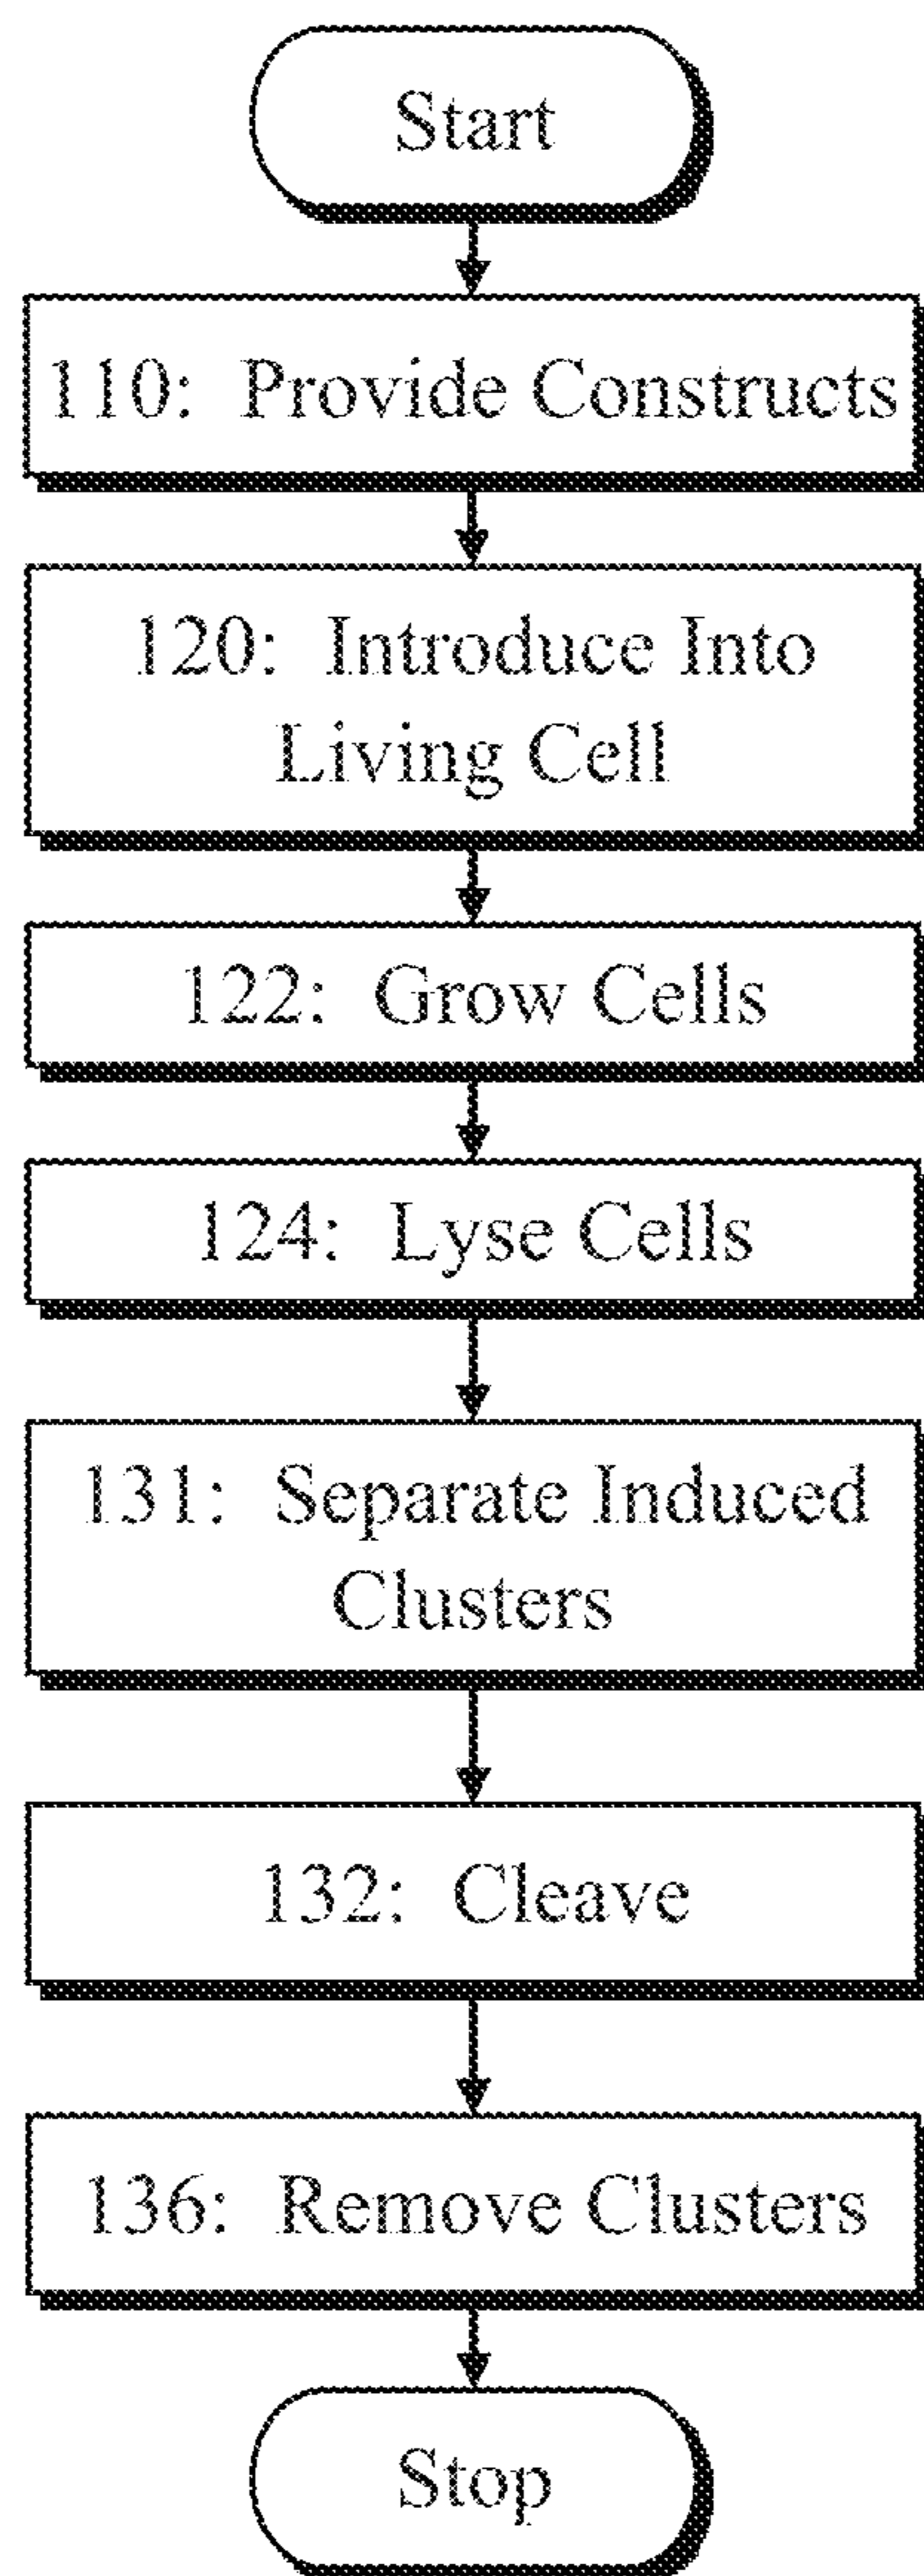 Start
110: Provide Constructs
120: Introduce Into
Living Cell
122: Grow Cells
124: Lyse Cells
131: Separate Induced
Clusters
132: Cleave
136: Remove Clusters
Stop